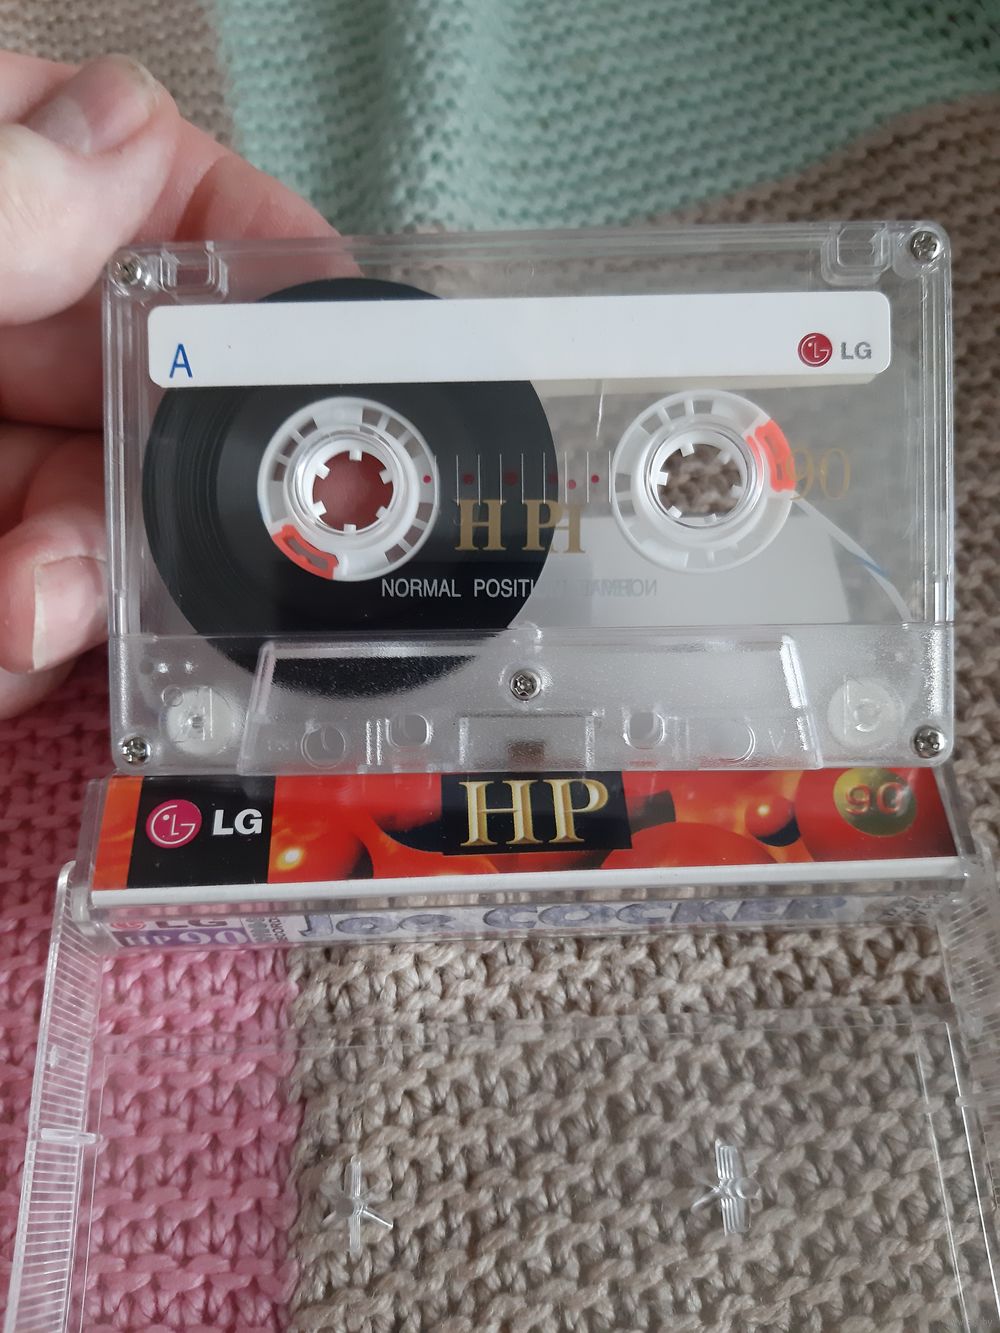 A
LG
90
HP
NORMAL POSITI
LG
HP
90
LG
HP 90
JOE COCKER